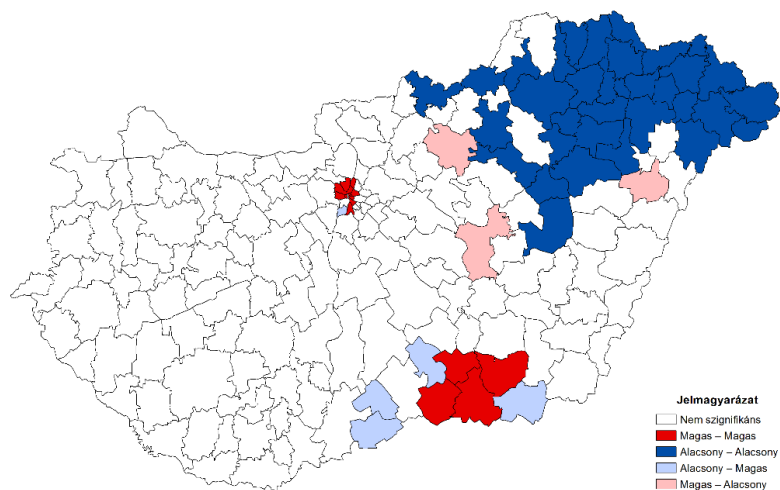 Jelmagyarázat
Nem szignifikáns
Magas – Magas
Alacsony – Alacsony
Alacsony – Magas
Magas – Alacsony